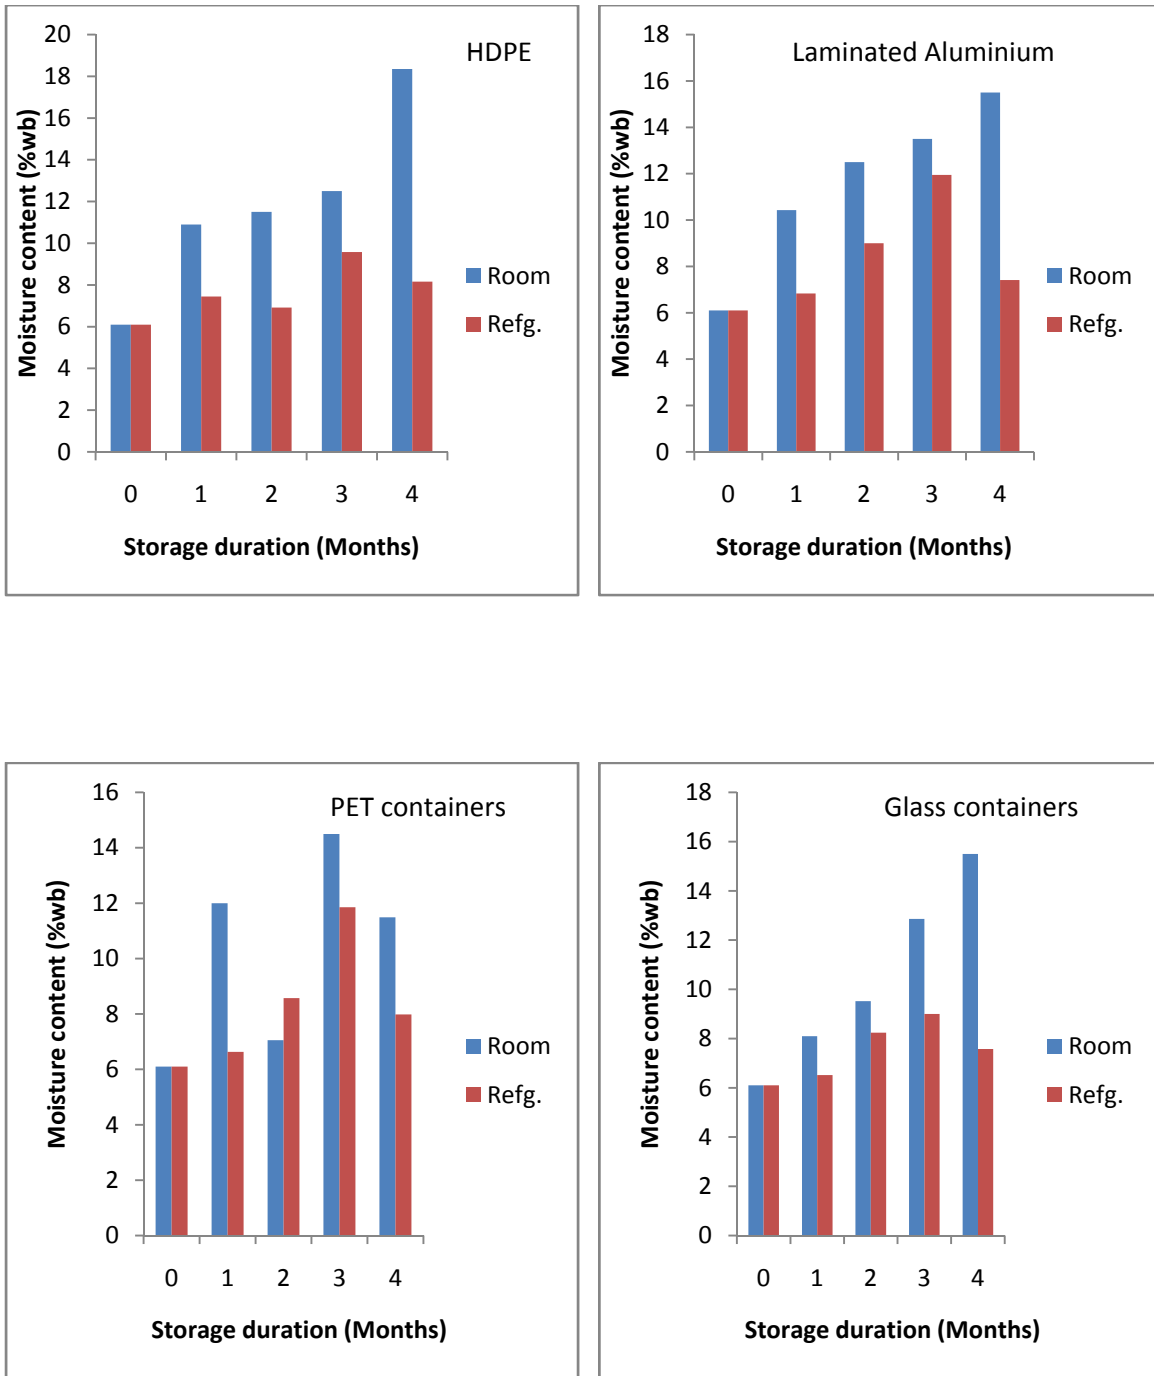 HDPE
Moisture content (%wb)
20
18
16
14
12
10
8
6
4
2
0
0 1 2 3 4
Storage duration (Months)
Room
Refg.
Laminated Aluminium
Moisture content (%wb)
18
16
14
12
10
8
6
4
2
0
0 1 2 3 4
Storage duration (Months)
Room
Refg.
PET containers
Moisture content (%wb)
16
14
12
10
8
6
4
2
0
0 1 2 3 4
Storage duration (Months)
Room
Refg.
Glass containers
Moisture content (%wb)
18
16
14
12
10
8
6
4
2
0
0 1 2 3 4
Storage duration (Months)
Room
Refg.